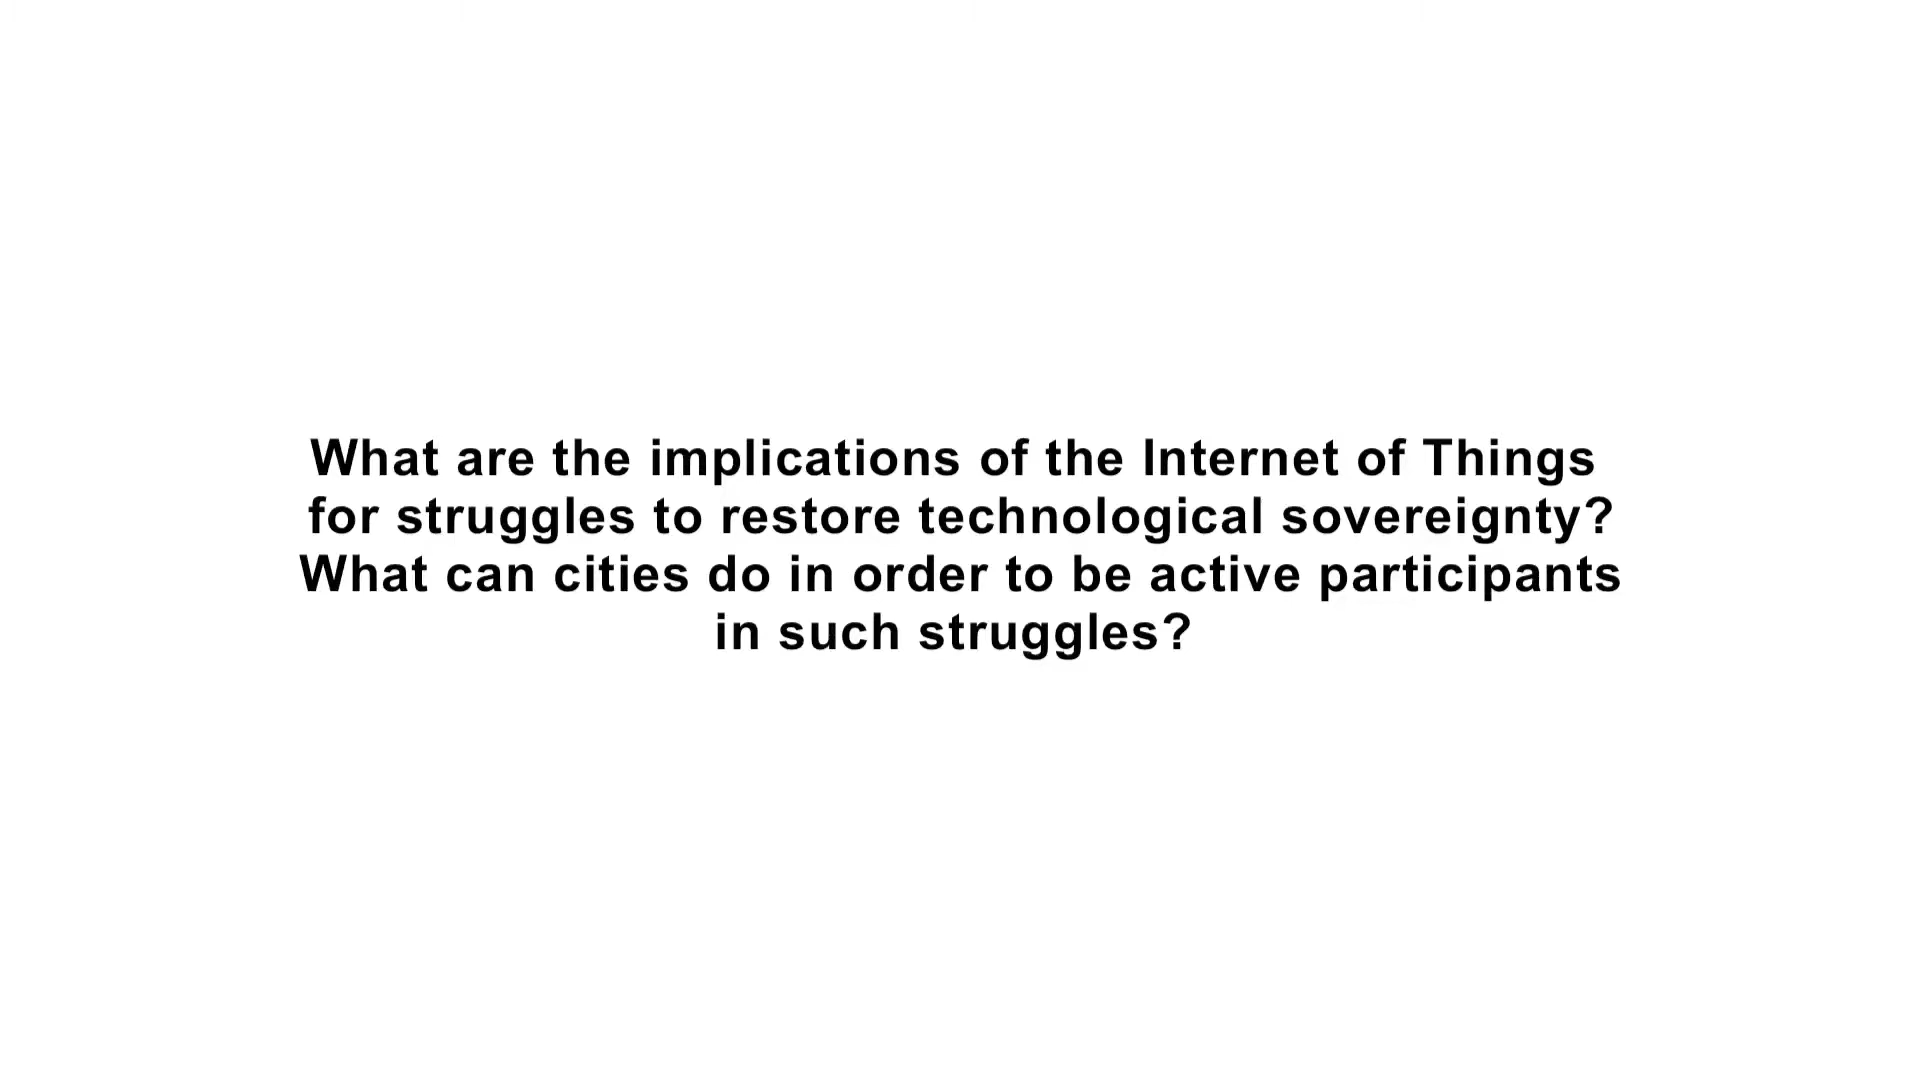 What are the implications of the Internet of Things
for struggles to restore technological sovereignty?
What can cities do in order to be active participants
in such struggles?